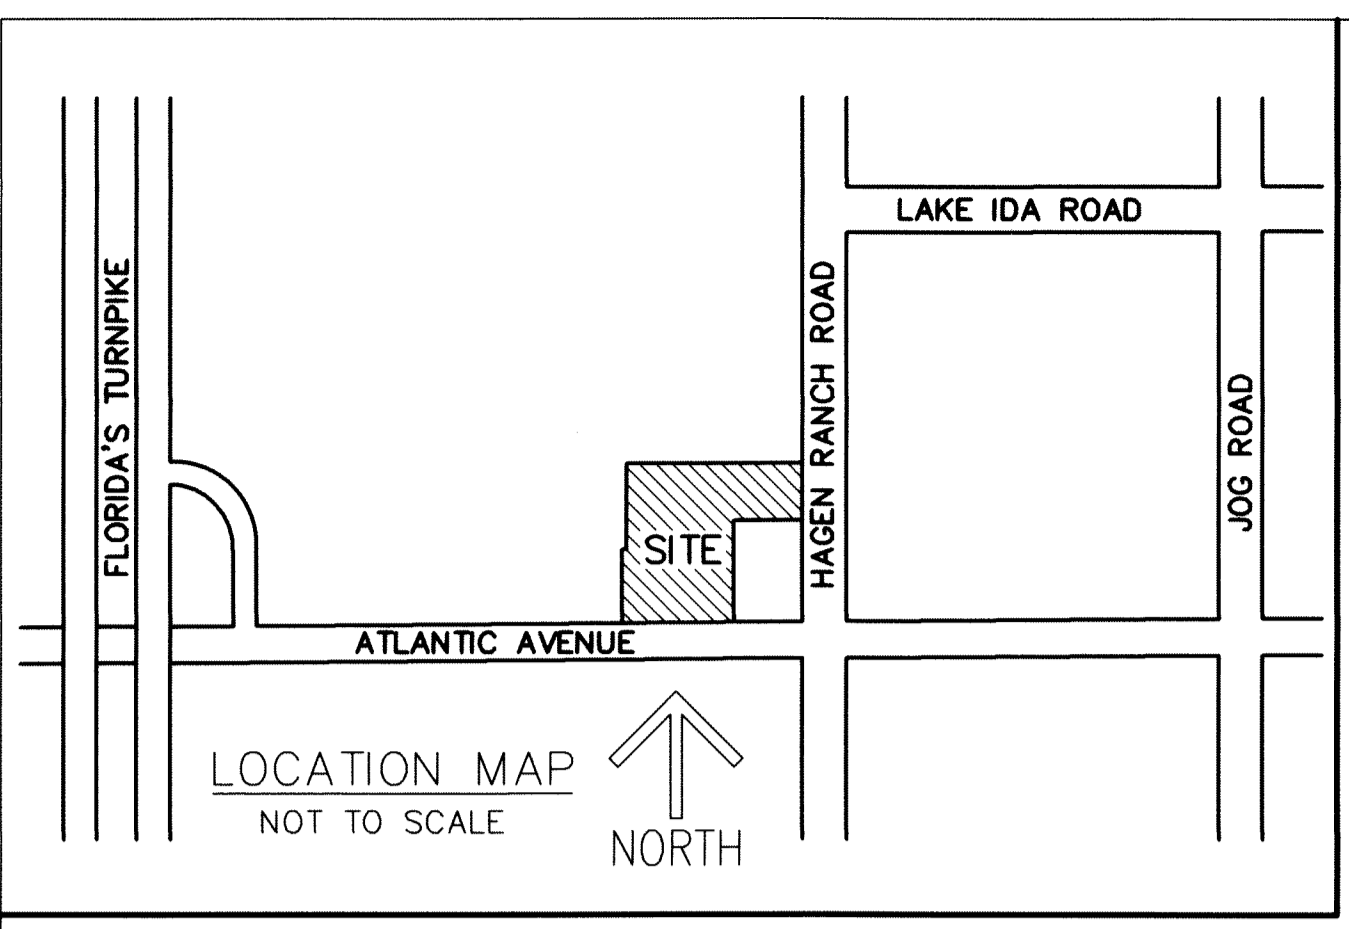 LAKE IDA ROAD
FLORIDA'S TURNPIKE
HAGEN RANCH ROAD
JOG ROAD
SITE
ATLANTIC AVENUE
LOCATION MAP
NOT TO SCALE
NORTH